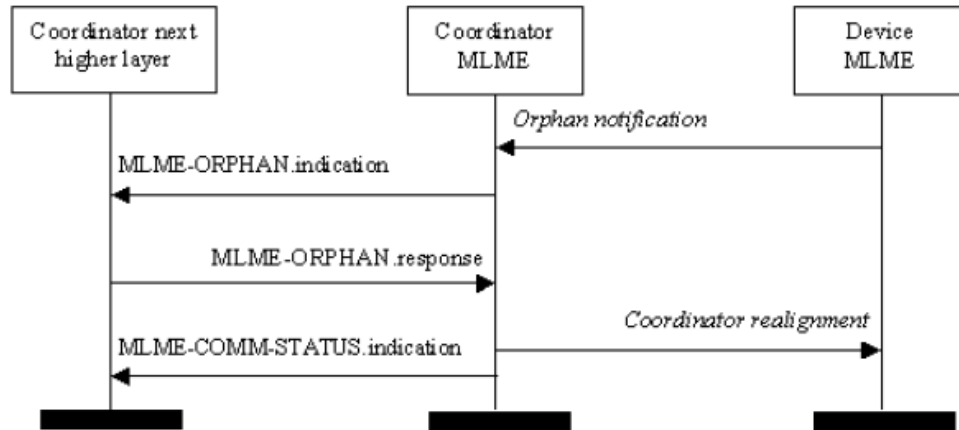 Coordinator next
higher layer
Coordinator
MLME
Device
MLME
Orphan notification
MLME-ORPHAN.indication
MLME-ORPHAN.response
Coordinator realignment
MLME-COMM-STATUS.indication